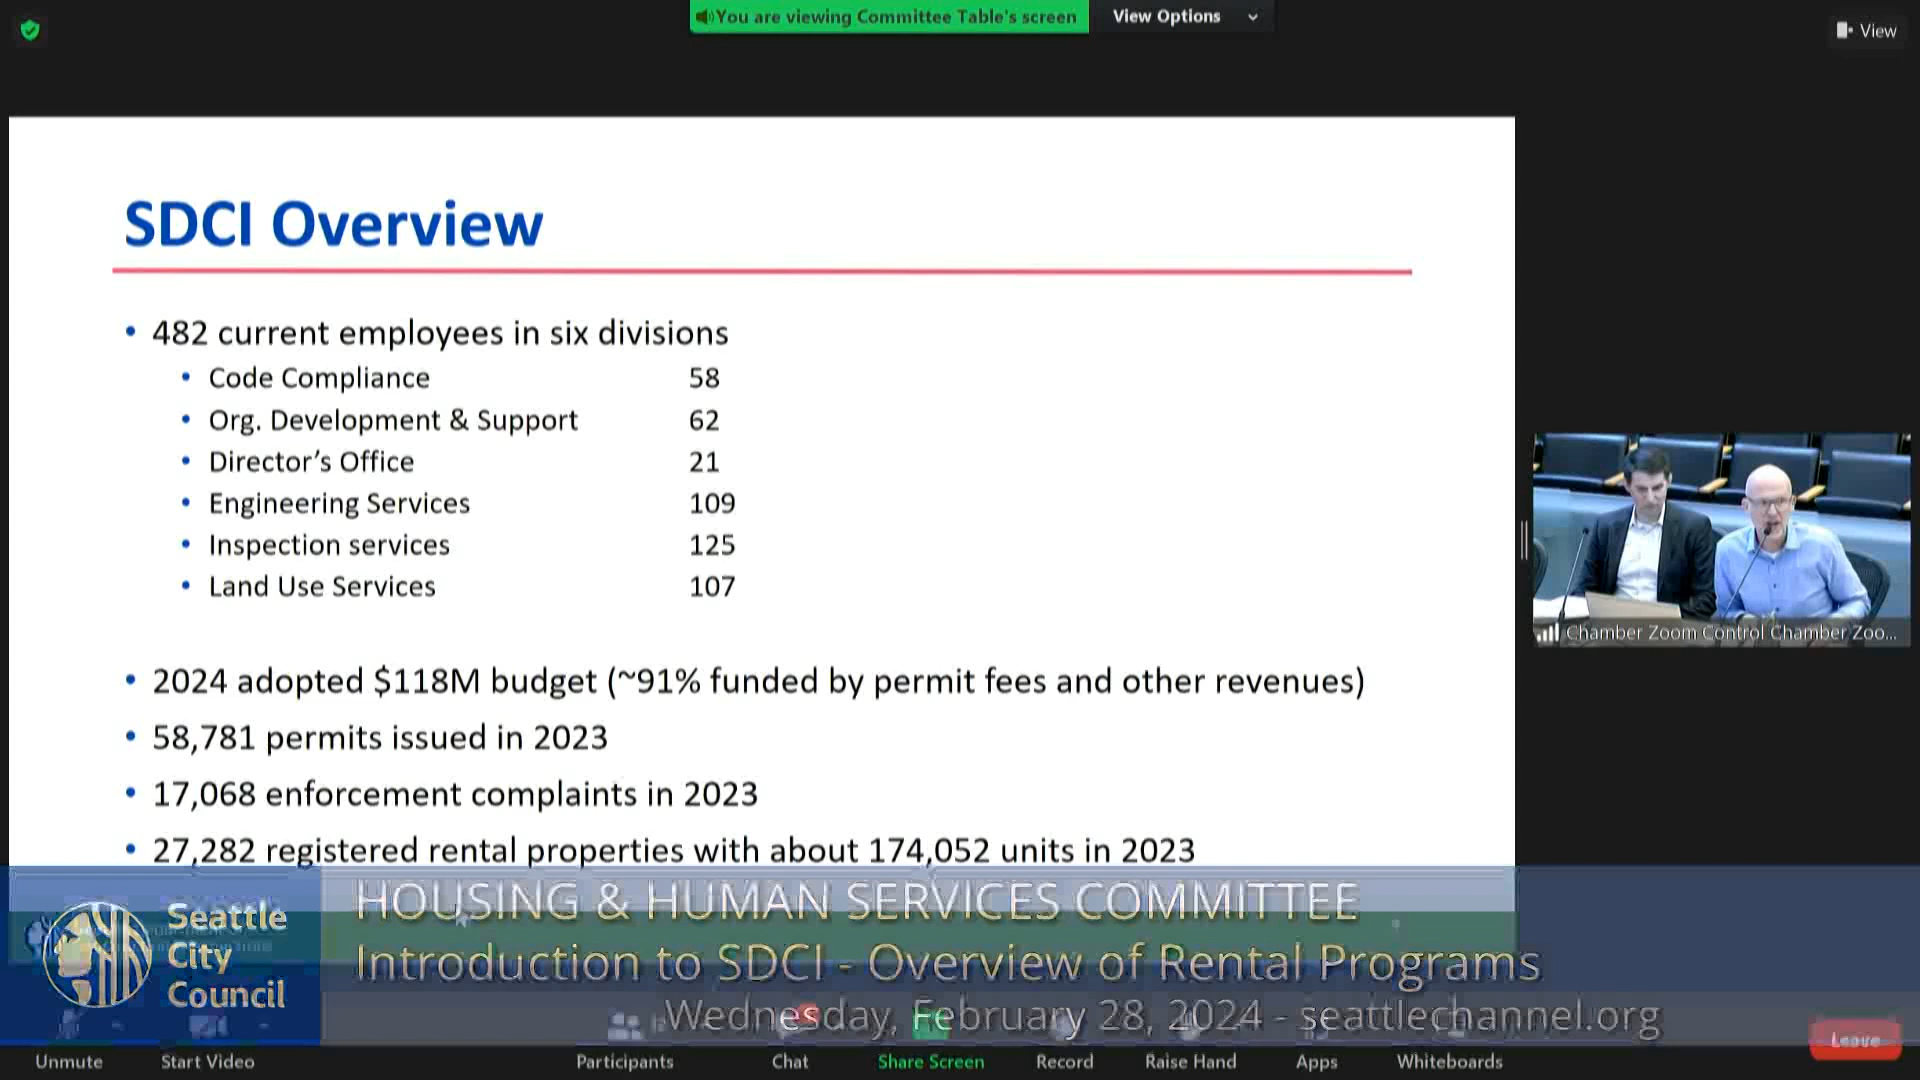 You are viewing Committee Table's screen
View Options
View
SDCI Overview
• 482 current employees in six divisions
• Code Compliance 58
• Org. Development & Support 62
• Director's Office 21
• Engineering Services 109
• Inspection services 125
• Land Use Services 107
• 2024 adopted $118M budget (~91% funded by permit fees and other revenues)
• 58,781 permits issued in 2023
• 17,068 enforcement complaints in 2023
• 27,282 registered rental properties with about 174,052 units in 2023
Chamber Zoom Control Chamber Zoo...
Seattle
City
Council
HOUSING & HUMAN SERVICES COMMITTEE
Introduction to SDCI - Overview of Rental Programs
Wednesday, February 28, 2024 - seattlechannel.org
Unmute
Start Video
Participants
Chat
Share Screen
Record
Raise Hand
Apps
Whiteboards
Leave